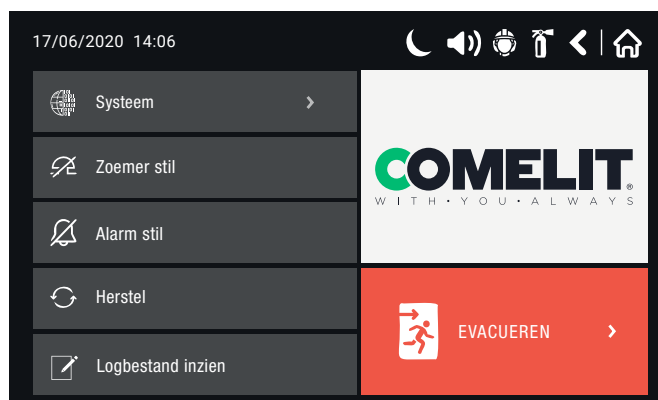 17/06/2020 14:06
Systeem
Zoemer stil
Alarm stil
Herstel
Logbestand inzien
COMELIT®
WITH·YOU·ALWAYS
EVACUEREN